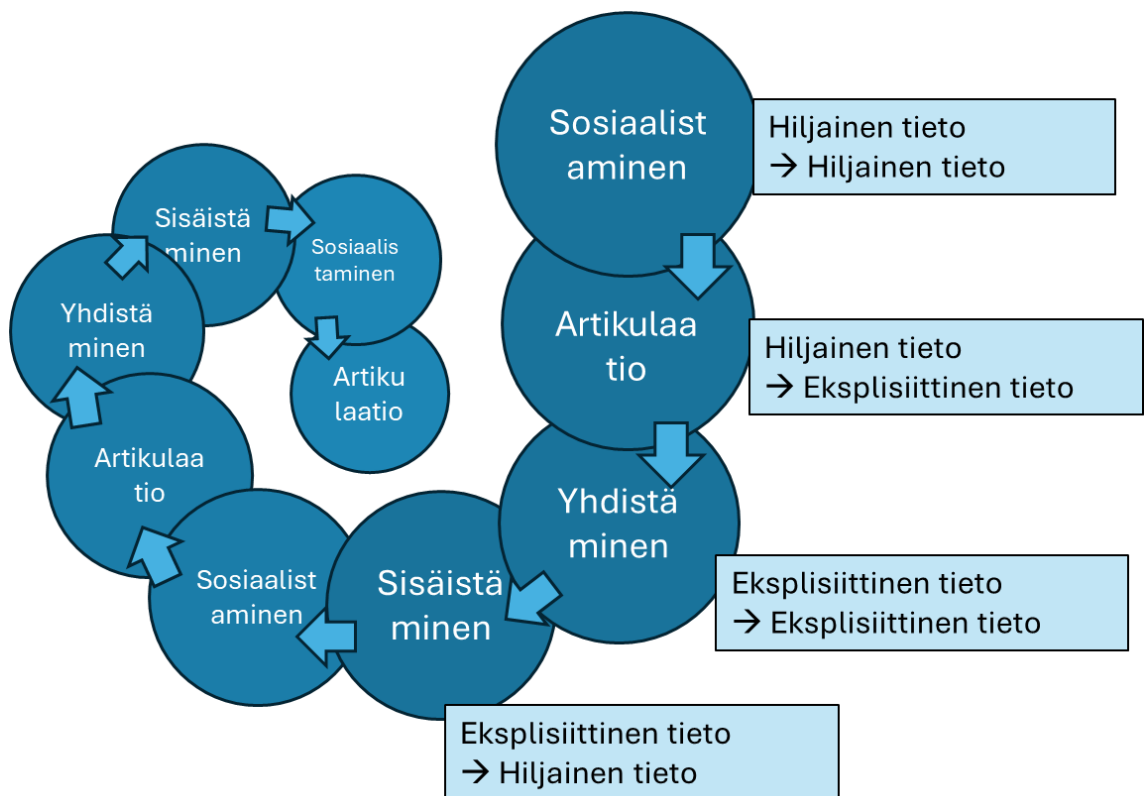 Sosiaalist
aminen
Hiljainen tieto
→ Hiljainen tieto
Artikulaa
tio
Hiljainen tieto
→ Eksplisiittinen tieto
Yhdistä
minen
Eksplisiittinen tieto
→ Eksplisiittinen tieto
Sisäistä
minen
Eksplisiittinen tieto
→ Hiljainen tieto
Sosiaalist
aminen
Artikulaa
tio
Yhdistä
minen
Sisäistä
minen
Sosiaalis
taminen
Artiku
laatio